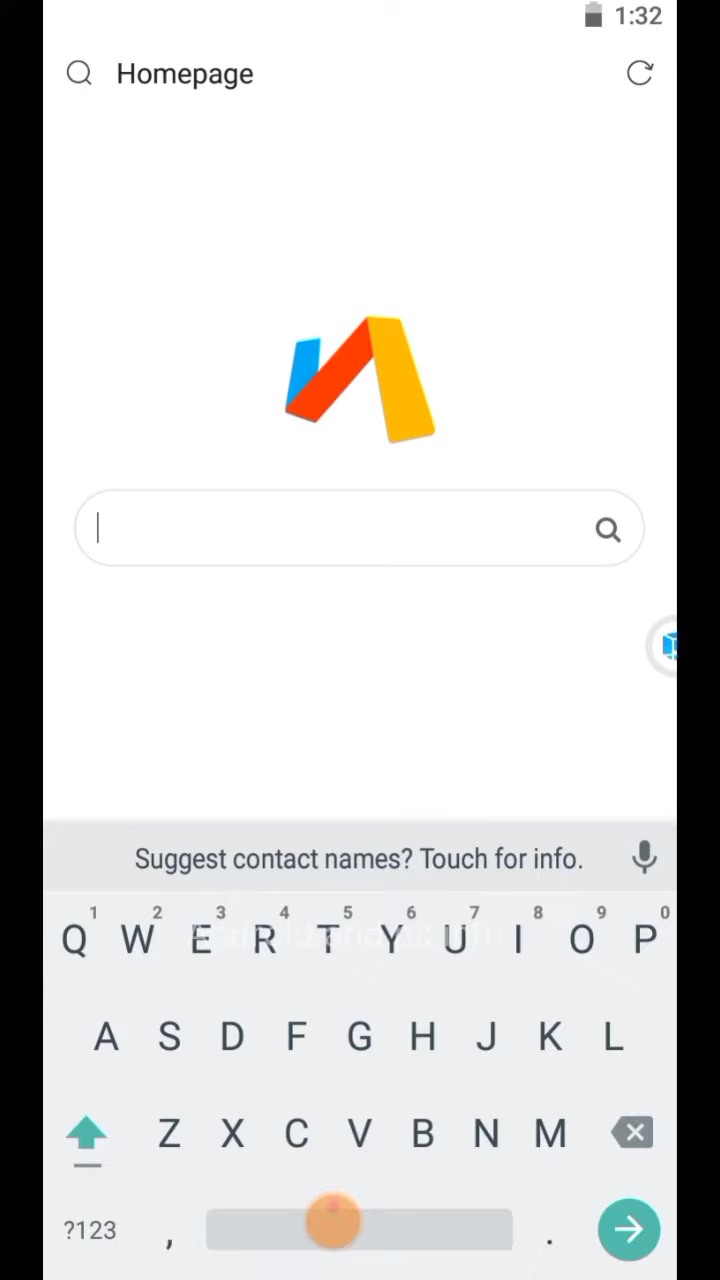 1:32
Homepage
Suggest contact names? Touch for info.
1 2 3 4 5 6 7 8 9 0
Q W E R T Y U I O P
A S D F G H J K L
Z X C V B N M
?123 , .